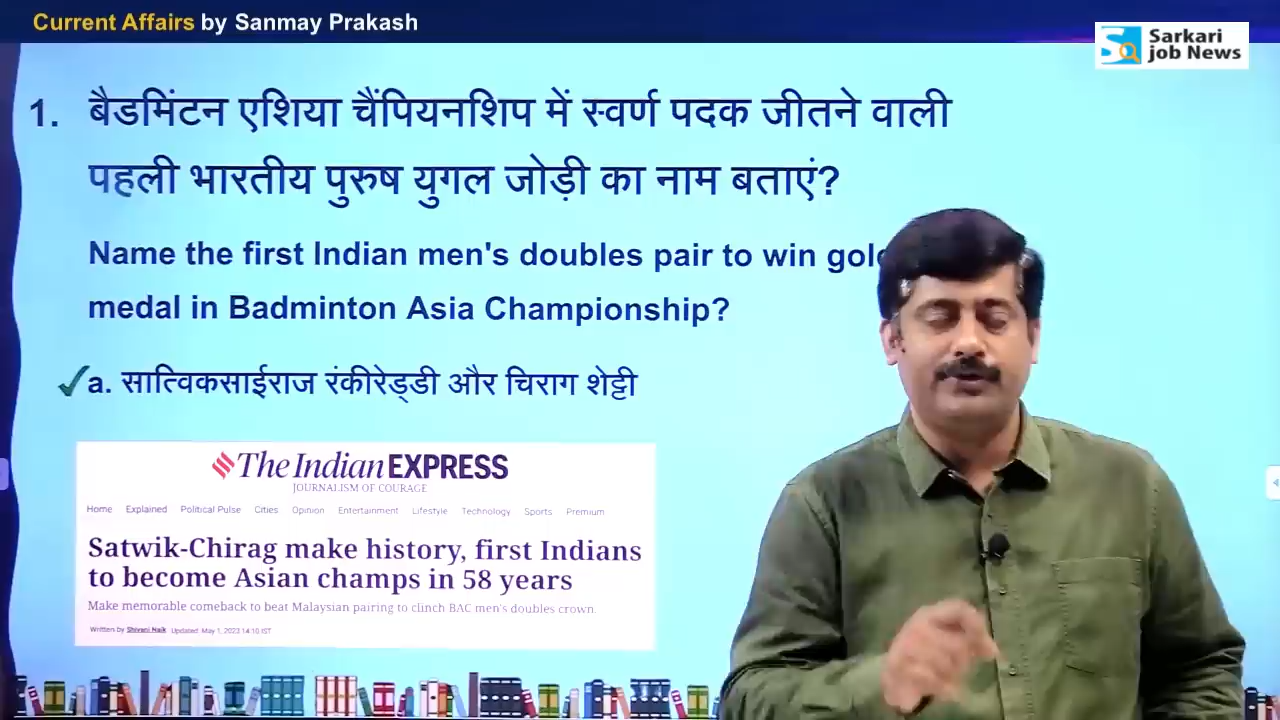 Current Affairs by Sanmay Prakash
Sarkari
job News
1. बैडमिंटन एशिया चैंपियनशिप में स्वर्ण पदक जीतने वाली
पहली भारतीय पुरुष युगल जोड़ी का नाम बताएं?
Name the first Indian men's doubles pair to win gold
medal in Badminton Asia Championship?
a. सात्विकसाईराज रंकीरेड्डी और चिराग शेट्टी
The Indian EXPRESS
JOURNALISM OF COURAGE
Home Explained Political Pulse Cities Opinion Entertainment Lifestyle Technology Sports Premium
Satwik-Chirag make history, first Indians
to become Asian champs in 58 years
Make memorable comeback to beat Malaysian pairing to clinch BAC men's doubles crown.
Written by Shivani Naik Updated: May 1, 2023 14:10 IST